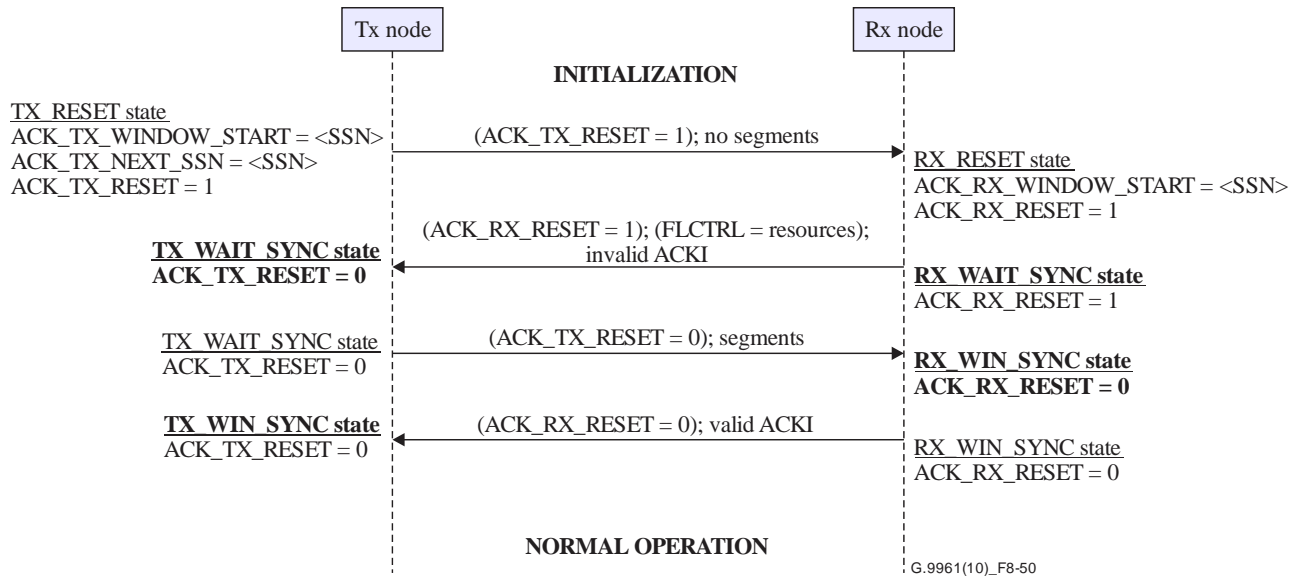 Tx node
Rx node
INITIALIZATION
TX_RESET state
ACK_TX_WINDOW_START = <SSN>
ACK_TX_NEXT_SSN = <SSN>
ACK_TX_RESET = 1
(ACK_TX_RESET = 1); no segments
RX_RESET state
ACK_RX_WINDOW_START = <SSN>
ACK_RX_RESET = 1
(ACK_RX_RESET = 1); (FLCTRL = resources);
invalid ACKI
TX_WAIT_SYNC state
ACK_TX_RESET = 0
RX_WAIT_SYNC state
ACK_RX_RESET = 1
TX_WAIT_SYNC state
ACK_TX_RESET = 0
(ACK_TX_RESET = 0); segments
RX_WIN_SYNC state
ACK_RX_RESET = 0
TX_WIN_SYNC state
ACK_TX_RESET = 0
(ACK_RX_RESET = 0); valid ACKI
RX_WIN_SYNC state
ACK_RX_RESET = 0
NORMAL OPERATION
G.9961(10)_F8-50